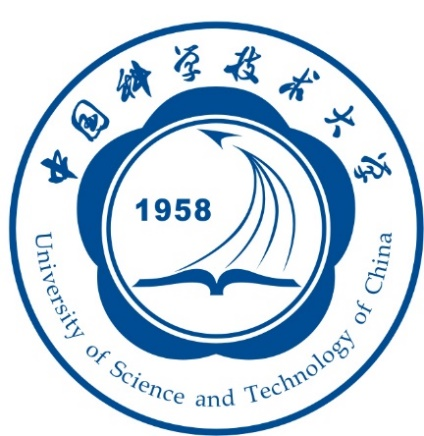 中国科学技术大学
1958
University of Science and Technology of China